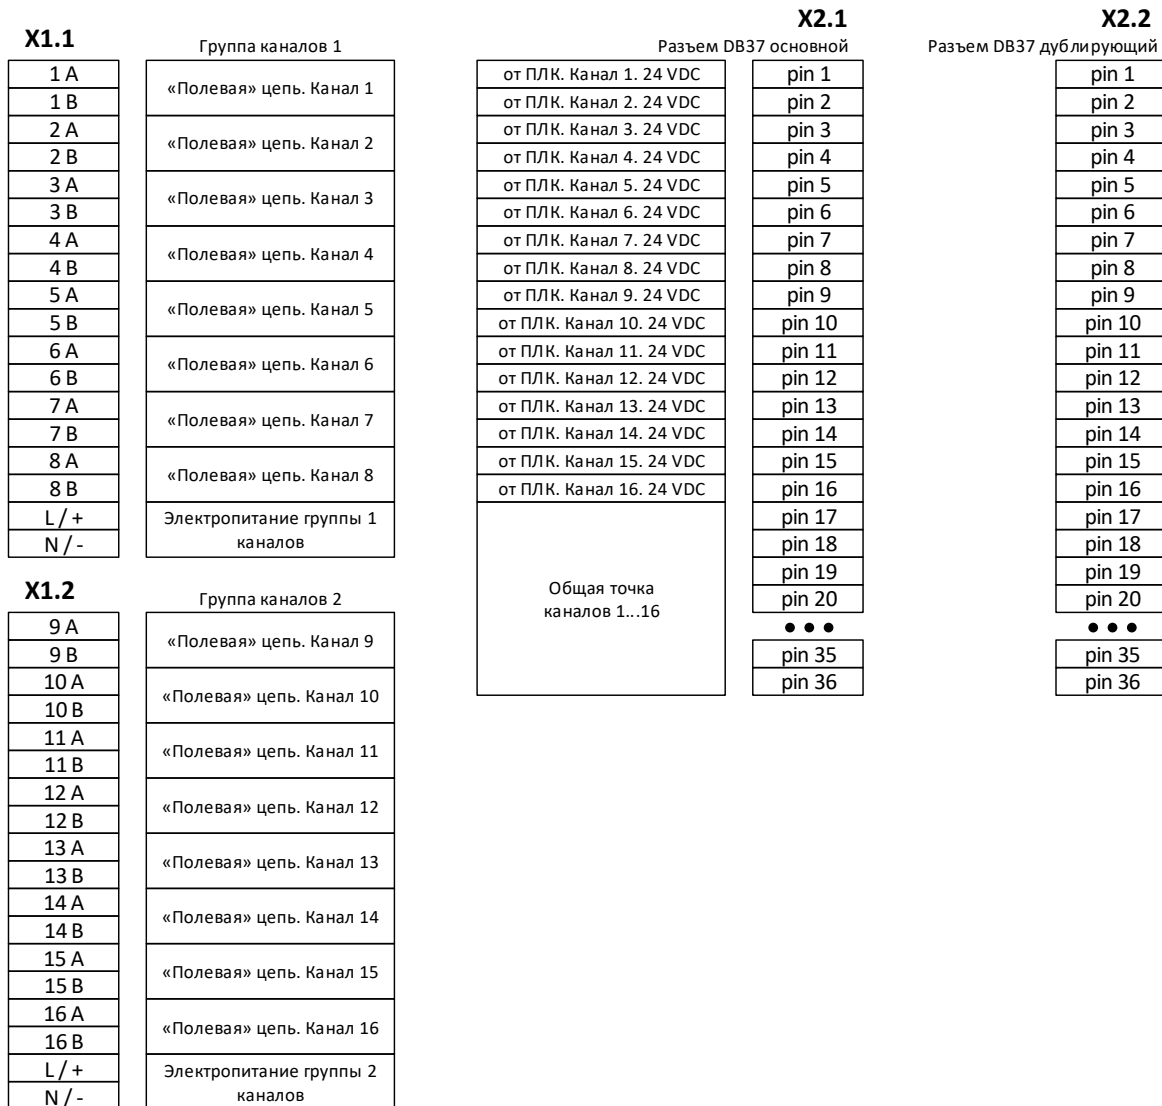 X1.1
Группа каналов 1
1 A
1 B
2 A
2 B
3 A
3 B
4 A
4 B
5 A
5 B
6 A
6 B
7 A
7 B
8 A
8 B
L / +
N / -
«Полевая» цепь. Канал 1
«Полевая» цепь. Канал 2
«Полевая» цепь. Канал 3
«Полевая» цепь. Канал 4
«Полевая» цепь. Канал 5
«Полевая» цепь. Канал 6
«Полевая» цепь. Канал 7
«Полевая» цепь. Канал 8
Электропитание группы 1
каналов
X1.2
Группа каналов 2
9 A
9 B
10 A
10 B
11 A
11 B
12 A
12 B
13 A
13 B
14 A
14 B
15 A
15 B
16 A
16 B
L / +
N / -
«Полевая» цепь. Канал 9
«Полевая» цепь. Канал 10
«Полевая» цепь. Канал 11
«Полевая» цепь. Канал 12
«Полевая» цепь. Канал 13
«Полевая» цепь. Канал 14
«Полевая» цепь. Канал 15
«Полевая» цепь. Канал 16
Электропитание группы 2
каналов
X2.1
Разъем DB37 основной
от ПЛК. Канал 1. 24 VDC
от ПЛК. Канал 2. 24 VDC
от ПЛК. Канал 3. 24 VDC
от ПЛК. Канал 4. 24 VDC
от ПЛК. Канал 5. 24 VDC
от ПЛК. Канал 6. 24 VDC
от ПЛК. Канал 7. 24 VDC
от ПЛК. Канал 8. 24 VDC
от ПЛК. Канал 9. 24 VDC
от ПЛК. Канал 10. 24 VDC
от ПЛК. Канал 11. 24 VDC
от ПЛК. Канал 12. 24 VDC
от ПЛК. Канал 13. 24 VDC
от ПЛК. Канал 14. 24 VDC
от ПЛК. Канал 15. 24 VDC
от ПЛК. Канал 16. 24 VDC
Общая точка
каналов 1...16
pin 1
pin 2
pin 3
pin 4
pin 5
pin 6
pin 7
pin 8
pin 9
pin 10
pin 11
pin 12
pin 13
pin 14
pin 15
pin 16
pin 17
pin 18
pin 19
pin 20
● ● ●
pin 35
pin 36
X2.2
Разъем DB37 дублирующий
pin 1
pin 2
pin 3
pin 4
pin 5
pin 6
pin 7
pin 8
pin 9
pin 10
pin 11
pin 12
pin 13
pin 14
pin 15
pin 16
pin 17
pin 18
pin 19
pin 20
● ● ●
pin 35
pin 36